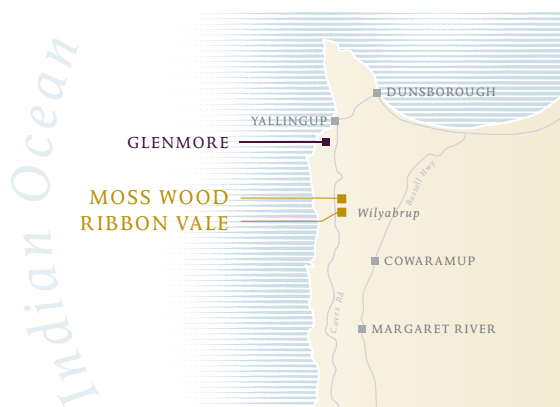 Indian Ocean
DUNSBOROUGH
YALLINGUP
GLENMORE
Bussell Hwy
MOSS WOOD
RIBBON VALE
Wilyabrup
COWARAMUP
Caves Rd
MARGARET RIVER